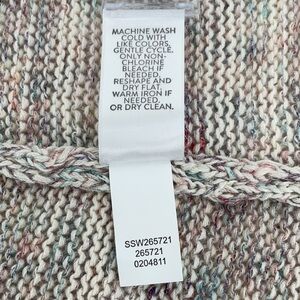 MACHINE WASH
COLD WITH
LIKE COLORS,
GENTLE CYCLE.
ONLY NON-
CHLORINE
BLEACH IF
NEEDED.
RESHAPE AND
DRY FLAT.
WARM IRON IF
NEEDED.
OR DRY CLEAN.
SSW265721
265721
0204811